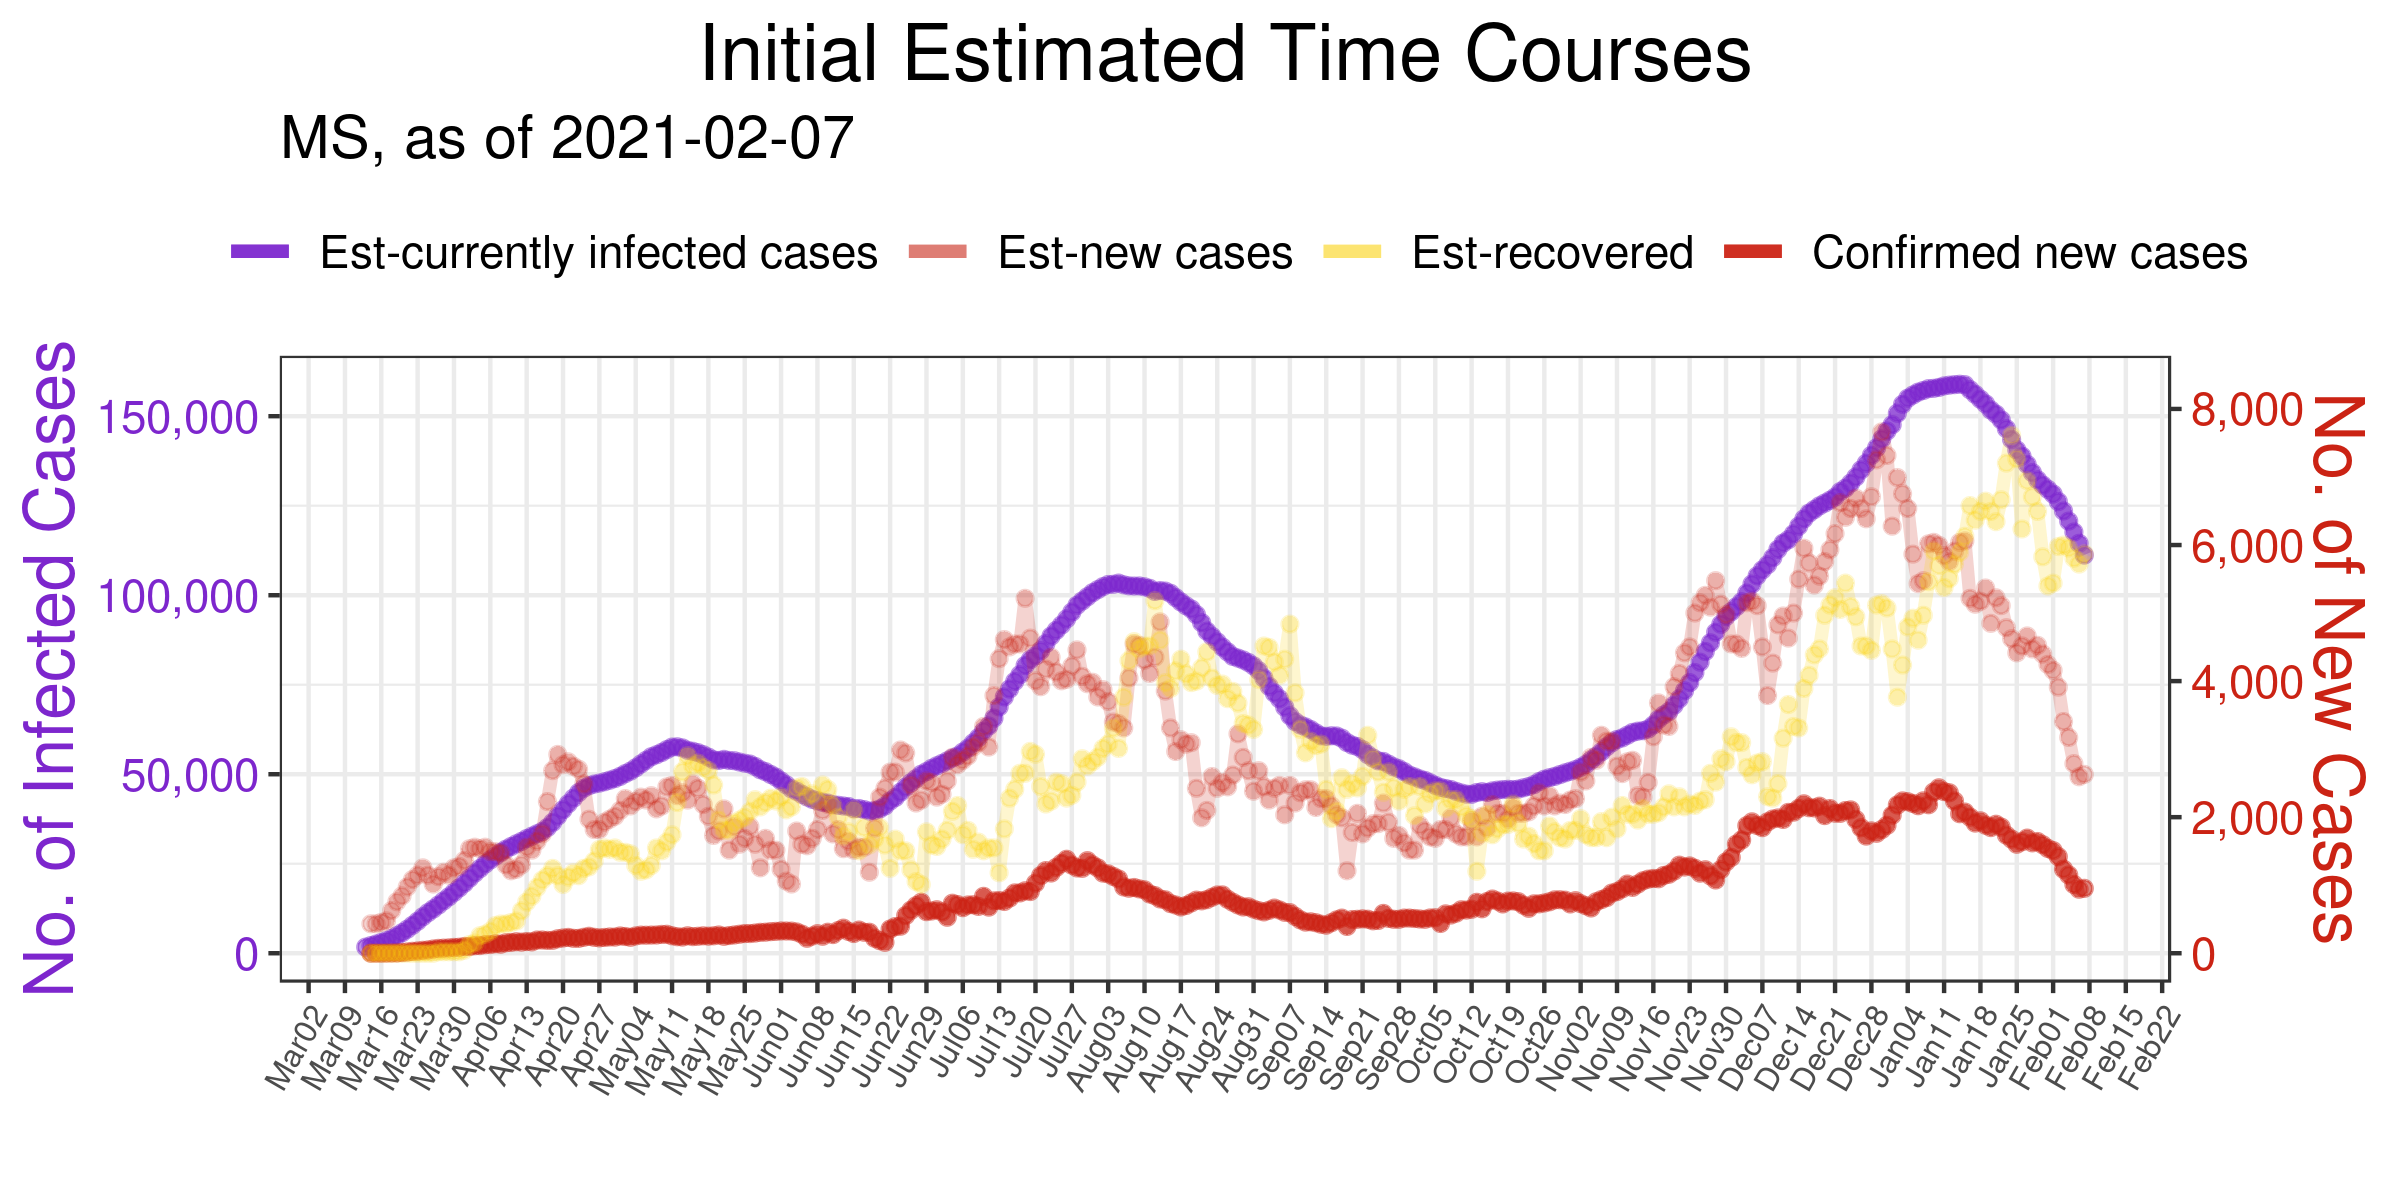 Initial Estimated Time Courses
MS, as of 2021-02-07
Est-currently infected cases Est-new cases Est-recovered Confirmed new cases
No. of Infected Cases
150,000
100,000
50,000
0
8,000
6,000
4,000
2,000
0
No. of New Cases
Mar02 Mar09 Mar16 Mar23 Mar30 Apr06 Apr13 Apr20 Apr27 May04 May11 May18 May25 Jun01 Jun08 Jun15 Jun22 Jun29 Jul06 Jul13 Jul20 Jul27 Aug03 Aug10 Aug17 Aug24 Aug31 Sep07 Sep14 Sep21 Sep28 Oct05 Oct12 Oct19 Oct26 Nov02 Nov09 Nov16 Nov23 Nov30 Dec07 Dec14 Dec21 Dec28 Jan04 Jan11 Jan18 Jan25 Feb01 Feb08 Feb15 Feb22